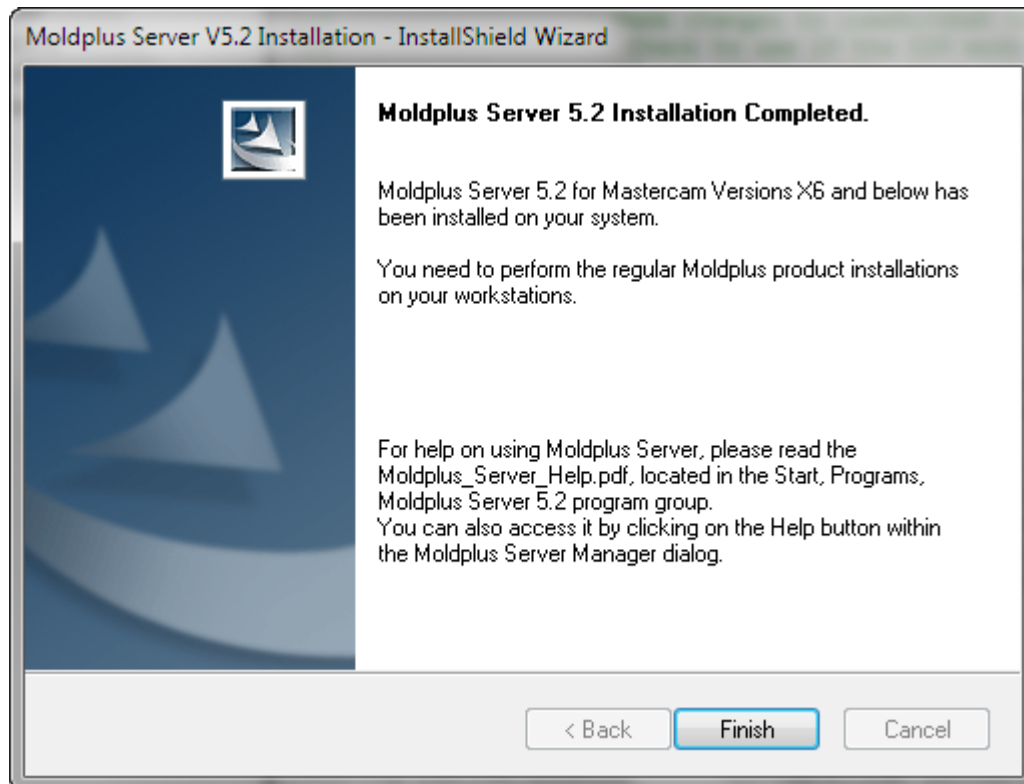 Moldplus Server V5.2 Installation - InstallShield Wizard
Moldplus Server 5.2 Installation Completed.
Moldplus Server 5.2 for Mastercam Versions X6 and below has
been installed on your system.
You need to perform the regular Moldplus product installations
on your workstations.
For help on using Moldplus Server, please read the
Moldplus_Server_Help.pdf, located in the Start, Programs,
Moldplus Server 5.2 program group.
You can also access it by clicking on the Help button within
the Moldplus Server Manager dialog.
< Back
Finish
Cancel